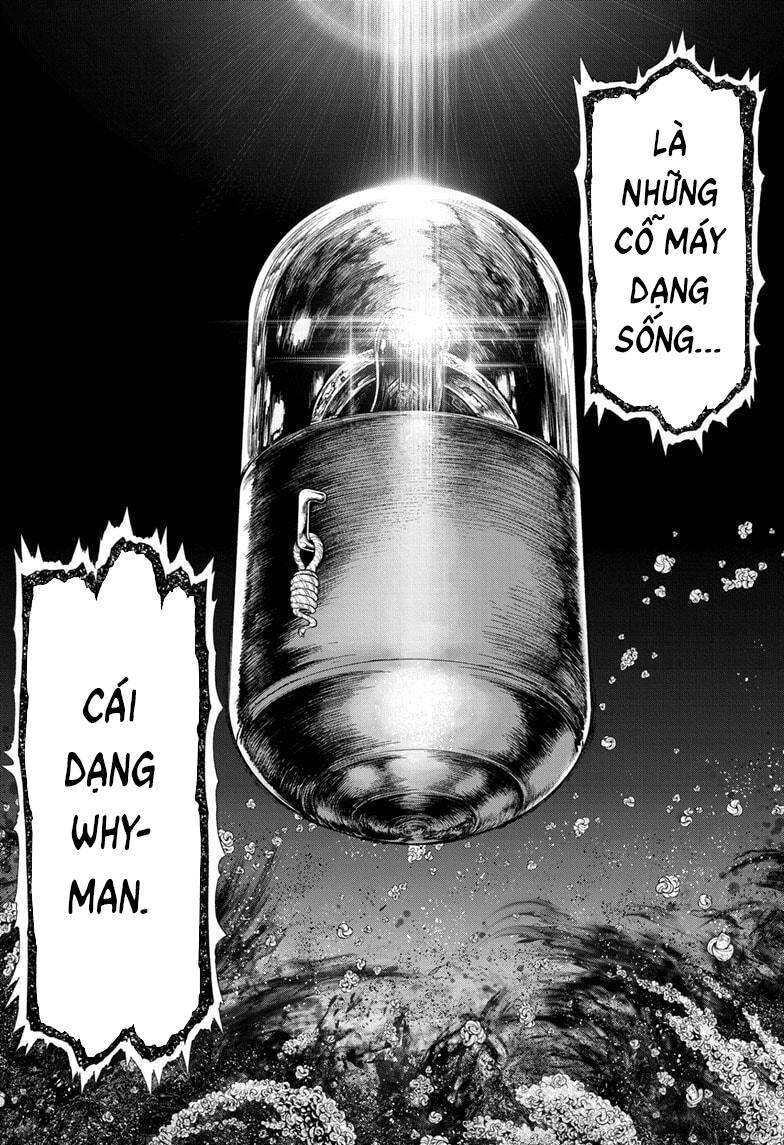 LÀ
NHỮNG
CỖ MÁY
DẠNG
SỐNG...
CÁI
DẠNG
WHY-
MAN.